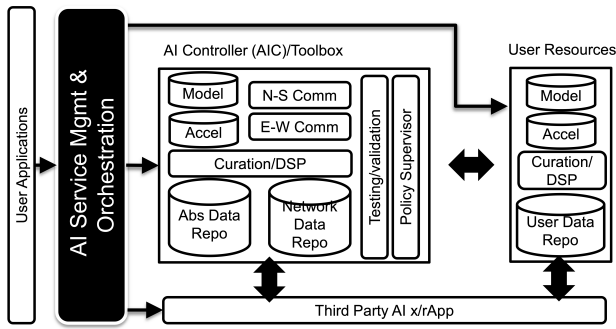 User Applications
AI Service Mgmt &
Orchestration
AI Controller (AIC)/Toolbox
Model
Accel
N-S Comm
E-W Comm
Curation/DSP
Abs Data
Repo
Network
Data
Repo
Testing/validation
Policy Supervisor
User Resources
Model
Accel
Curation/
DSP
User Data
Repo
Third Party AI x/rApp